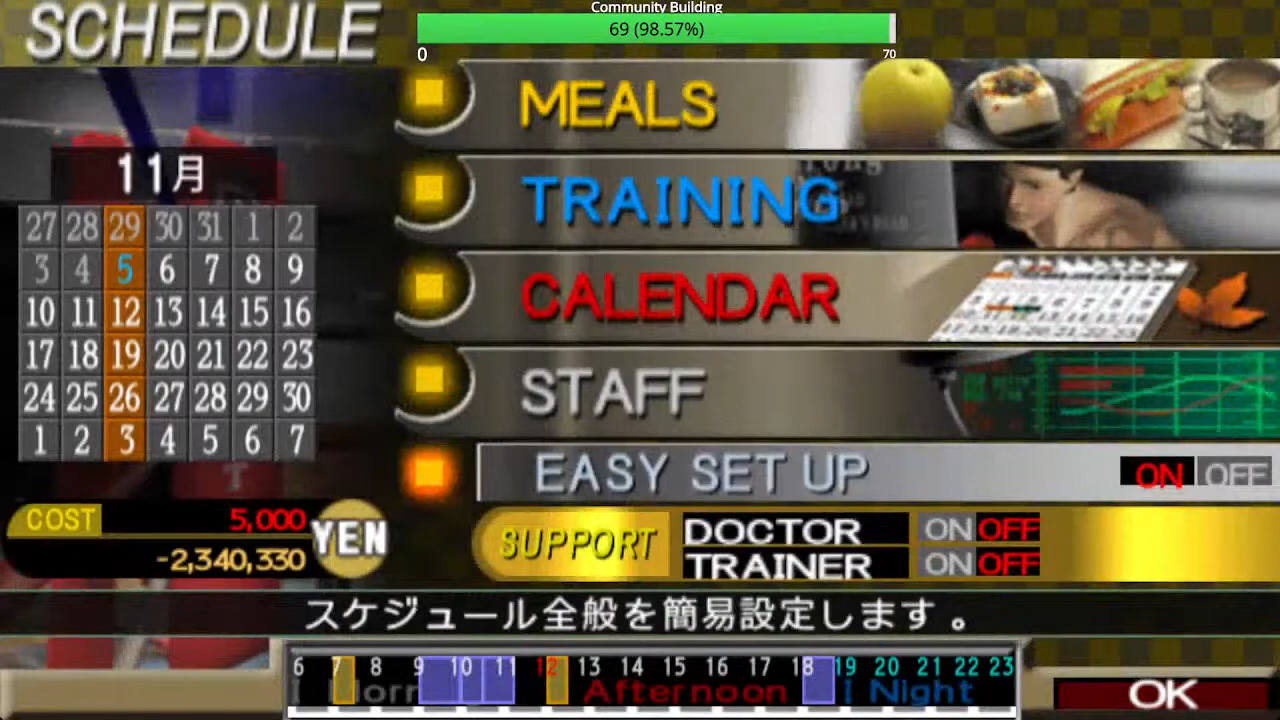 SCHEDULE
Community Building
69 (98.57%)
0 70
MEALS
TRAINING
CALENDAR
STAFF
EASY SET UP ON OFF
SUPPORT
DOCTOR ON OFF
TRAINER ON OFF
11月
27 28 29 30 31 1 2
3 4 5 6 7 8 9
10 11 12 13 14 15 16
17 18 19 20 21 22 23
24 25 26 27 28 29 30
1 2 3 4 5 6 7
COST 5,000
-2,340,330
YEN
スケジュール全般を簡易設定します。
6 7 8 9 10 11 12 13 14 15 16 17 18 19 20 21 22 23
Afternoon Night
OK